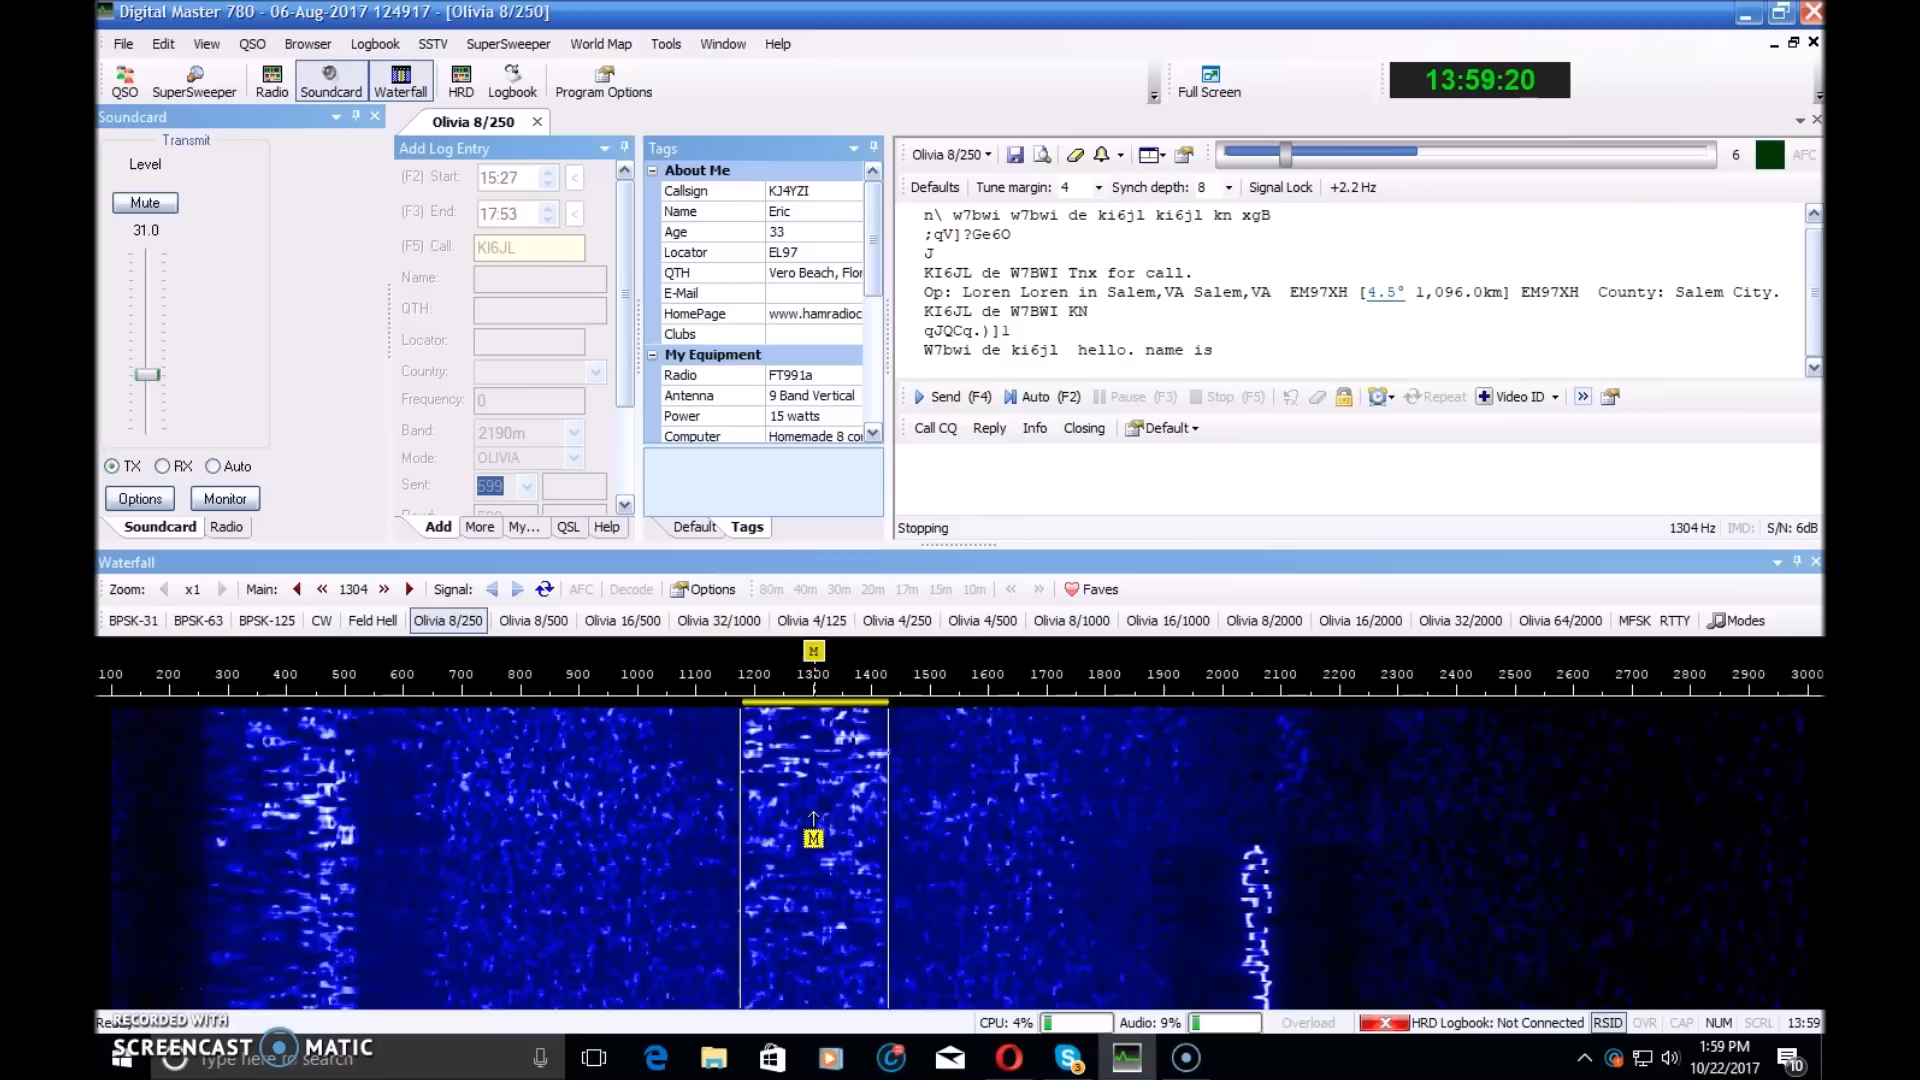 Digital Master 780 - 06-Aug-2017 124917 - [Olivia 8/250]
File Edit View QSO Browser Logbook SSTV SuperSweeper World Map Tools Window Help
QSO SuperSweeper Radio Soundcard Waterfall HRD Logbook Program Options Full Screen 13:59:20
Soundcard
Transmit
Level
Mute
31.0
TX RX Auto
Options Monitor
Soundcard Radio
Olivia 8/250
Add Log Entry
(F2) Start: 15:27 <
(F3) End: 17:53 <
(F5) Call: KI6JL
Name:
QTH:
Locator:
Country:
Frequency: 0
Band: 2190m
Mode: OLIVIA
Sent: 599
Add More My... QSL Help
Tags
About Me
Callsign KJ4YZI
Name Eric
Age 33
Locator EL97
QTH Vero Beach, Flor
E-Mail
HomePage www.hamradioc
Clubs
My Equipment
Radio FT991a
Antenna 9 Band Vertical
Power 15 watts
Computer Homemade 8 cor
Default Tags
Olivia 8/250 6 AFC
Defaults Tune margin: 4 Synch depth: 8 Signal Lock +2.2 Hz
n\ w7bwi w7bwi de ki6jl ki6jl kn xgB
;qV]?Ge6O
J
KI6JL de W7BWI Tnx for call.
Op: Loren Loren in Salem,VA Salem,VA EM97XH [4.5° 1,096.0km] EM97XH County: Salem City.
KI6JL de W7BWI KN
qJQCq.)]l
W7bwi de ki6jl hello. name is
Send (F4) Auto (F2) Pause (F3) Stop (F5) Repeat Video ID
Call CQ Reply Info Closing Default
Stopping 1304 Hz IMD: S/N: 6dB
Waterfall
Zoom: x1 Main: 1304 Signal: AFC Decode Options 80m 40m 30m 20m 17m 15m 10m Faves
BPSK-31 BPSK-63 BPSK-125 CW Feld Hell Olivia 8/250 Olivia 8/500 Olivia 16/500 Olivia 32/1000 Olivia 4/125 Olivia 4/250 Olivia 4/500 Olivia 8/1000 Olivia 16/1000 Olivia 8/2000 Olivia 16/2000 Olivia 32/2000 Olivia 64/2000 MFSK RTTY Modes
M
100 200 300 400 500 600 700 800 900 1000 1100 1200 1300 1400 1500 1600 1700 1800 1900 2000 2100 2200 2300 2400 2500 2600 2700 2800 2900 3000
M
CPU: 4% Audio: 9% Overload HRD Logbook: Not Connected RSID OVR CAP NUM SCRL 13:59
RECORDED WITH
SCREENCAST MATIC
Type here to search
3
1:59 PM
10/22/2017
10